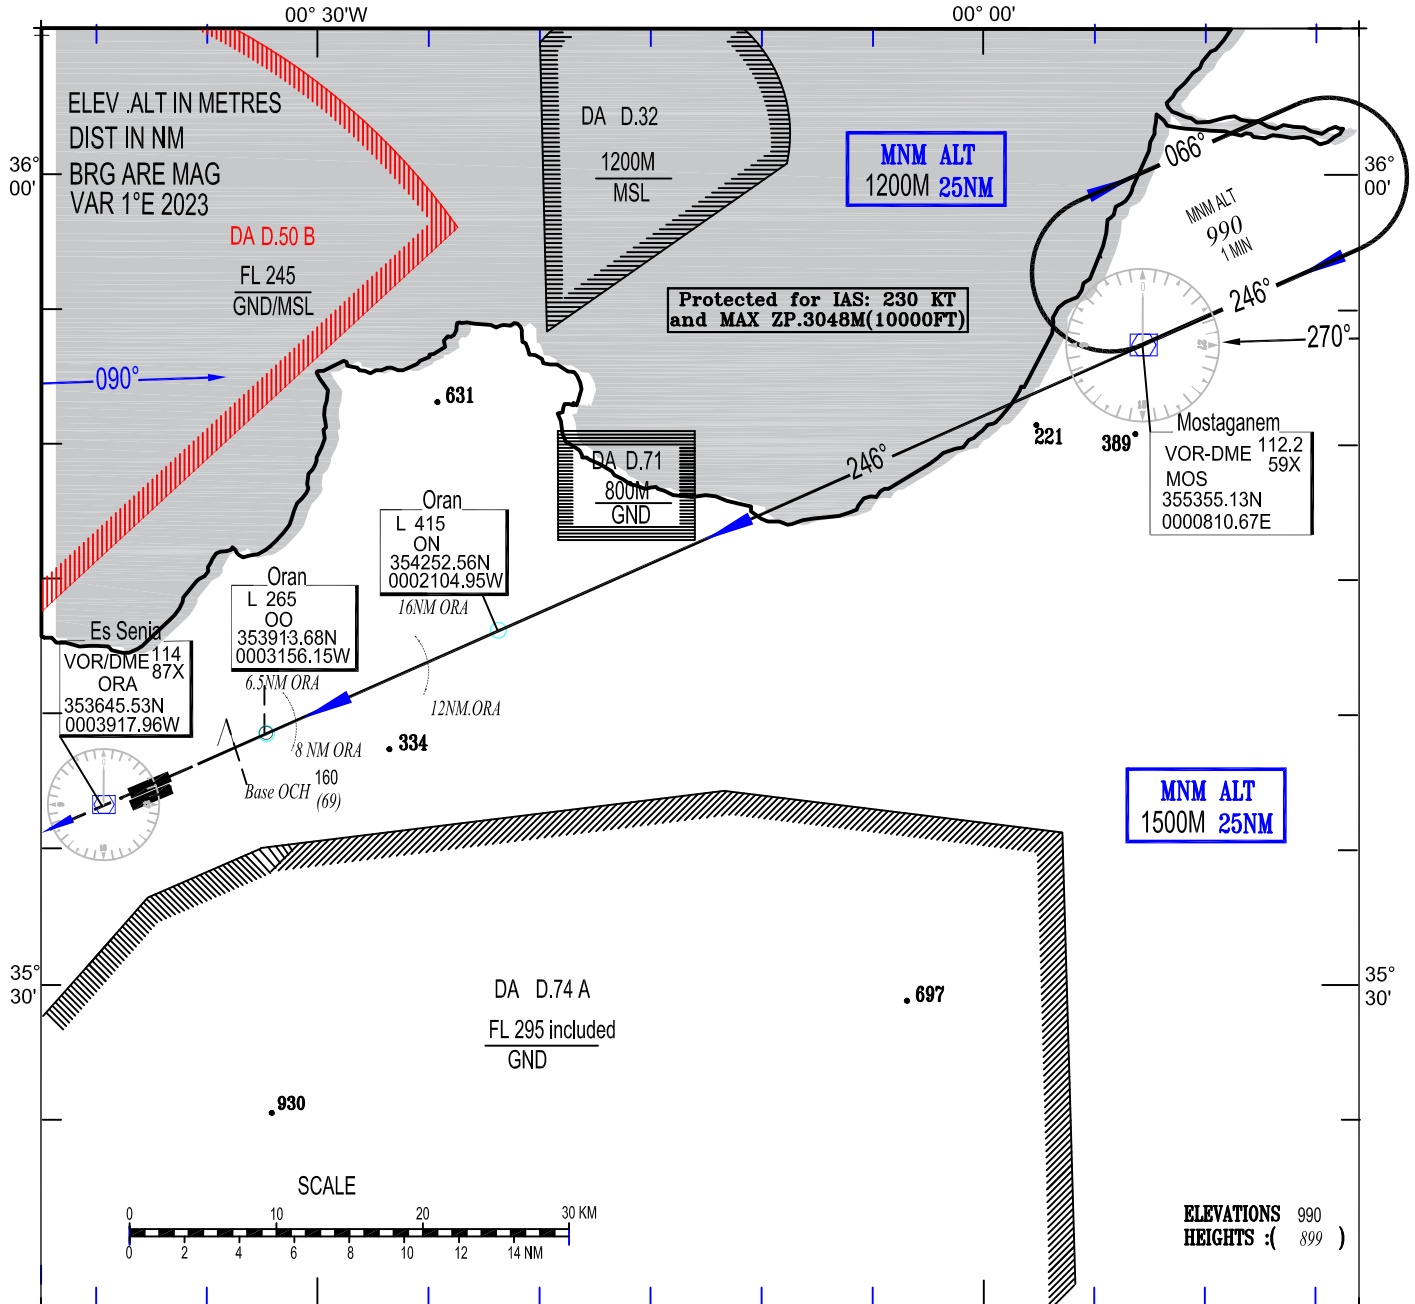 00° 30'W
00° 00'
ELEV .ALT IN METRES
DIST IN NM
BRG ARE MAG
VAR 1°E 2023
36°
00'
36°
00'
DA D.50 B
FL 245
GND/MSL
DA D.32
1200M
MSL
MNM ALT
1200M 25NM
066°
MNM ALT
990
1 MIN
246°
270°
Protected for IAS: 230 KT
and MAX ZP.3048M(10000FT)
090°
631
221
389
Mostaganem
VOR-DME 112.2
59X
MOS
355355.13N
0000810.67E
246°
DA D.71
800M
GND
Oran
L 415
ON
354252.56N
0002104.95W
16NM ORA
Oran
L 265
OO
353913.68N
0003156.15W
6.5NM ORA
Es Senia
VOR/DME 114
87X
ORA
353645.53N
0003917.96W
12NM.ORA
8 NM ORA
334
Base OCH 160
(69)
MNM ALT
1500M 25NM
35°
30'
35°
30'
DA D.74 A
FL 295 included
GND
697
930
SCALE
0 10 20 30 KM
0 2 4 6 8 10 12 14 NM
ELEVATIONS 990
HEIGHTS :( 899 )